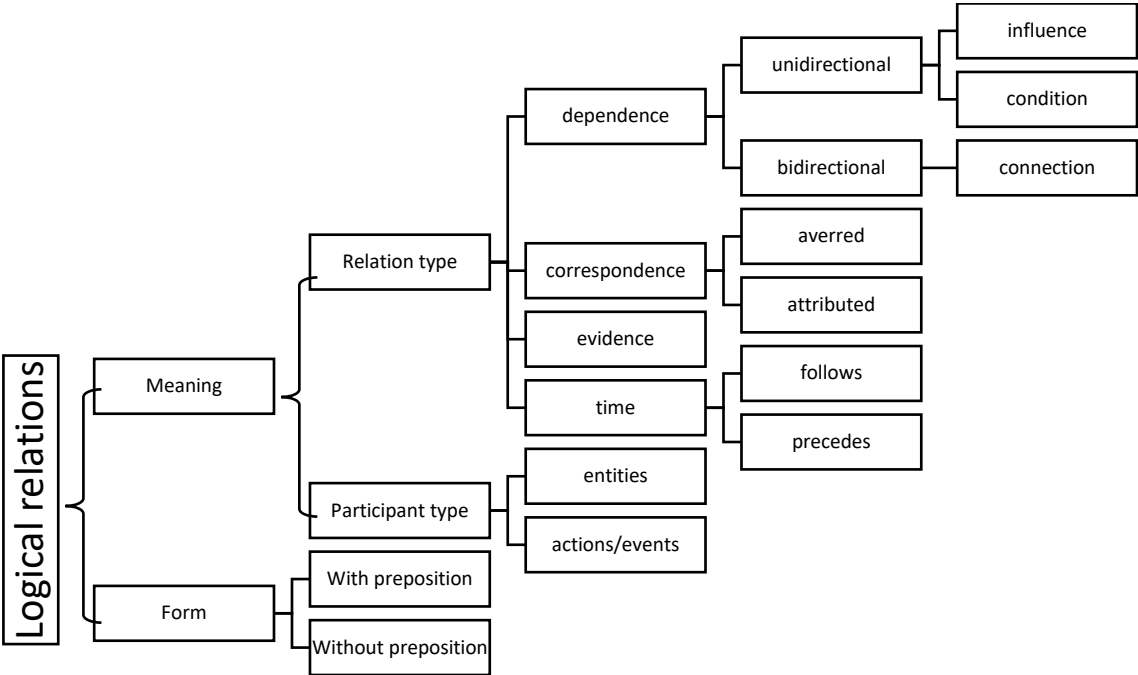 Logical relations
Meaning
Relation type
dependence
unidirectional
influence
condition
bidirectional
connection
correspondence
averred
attributed
evidence
time
follows
precedes
Participant type
entities
actions/events
Form
With preposition
Without preposition